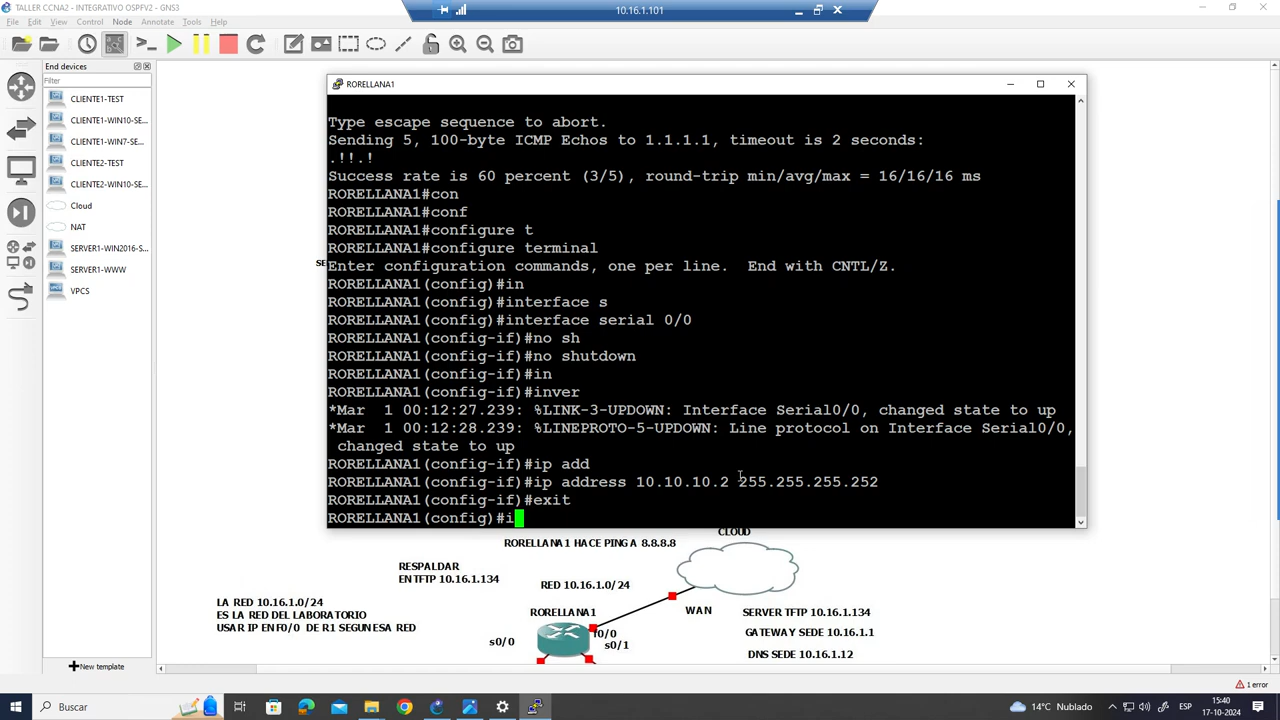 TALLER CCNA2 - INTEGRATIVO OSPFV2 - GNS3
10.16.1.101
File Edit View Control Node Annotate Tools Help
End devices
Filter
CLIENTE1-TEST
CLIENTE1-WIN10-SE...
CLIENTE1-WIN7-SE...
CLIENTE2-TEST
CLIENTE2-WIN10-SE...
Cloud
NAT
SERVER1-WIN2016-S...
SERVER1-WWW
VPCS
New template
RORELLANA1
Type escape sequence to abort.
Sending 5, 100-byte ICMP Echos to 1.1.1.1, timeout is 2 seconds:
.!!.!
Success rate is 60 percent (3/5), round-trip min/avg/max = 16/16/16 ms
RORELLANA1#con
RORELLANA1#conf
RORELLANA1#configure t
RORELLANA1#configure terminal
Enter configuration commands, one per line.  End with CNTL/Z.
RORELLANA1(config)#in
RORELLANA1(config)#interface s
RORELLANA1(config)#interface serial 0/0
RORELLANA1(config-if)#no sh
RORELLANA1(config-if)#no shutdown
RORELLANA1(config-if)#in
RORELLANA1(config-if)#inver
*Mar  1 00:12:27.239: %LINK-3-UPDOWN: Interface Serial0/0, changed state to up
*Mar  1 00:12:28.239: %LINEPROTO-5-UPDOWN: Line protocol on Interface Serial0/0,
changed state to up
RORELLANA1(config-if)#ip add
RORELLANA1(config-if)#ip address 10.10.10.2 255.255.255.252
RORELLANA1(config-if)#exit
RORELLANA1(config)#i
SE
CLOUD
RORELLANA1 HACE PING A 8.8.8.8
RESPALDAR
EN TFTP 10.16.1.134
RED 10.16.1.0/24
LA RED 10.16.1.0/24
ES LA RED DEL LABORATORIO
USAR IP EN F0/0 DE R1 SEGUN ESA RED
RORELLANA1
WAN
SERVER TFTP 10.16.1.134
GATEWAY SEDE 10.16.1.1
DNS SEDE 10.16.1.12
f0/0
s0/0
s0/1
1 error
Buscar
14°C Nublado
ESP
15:40
17-10-2024